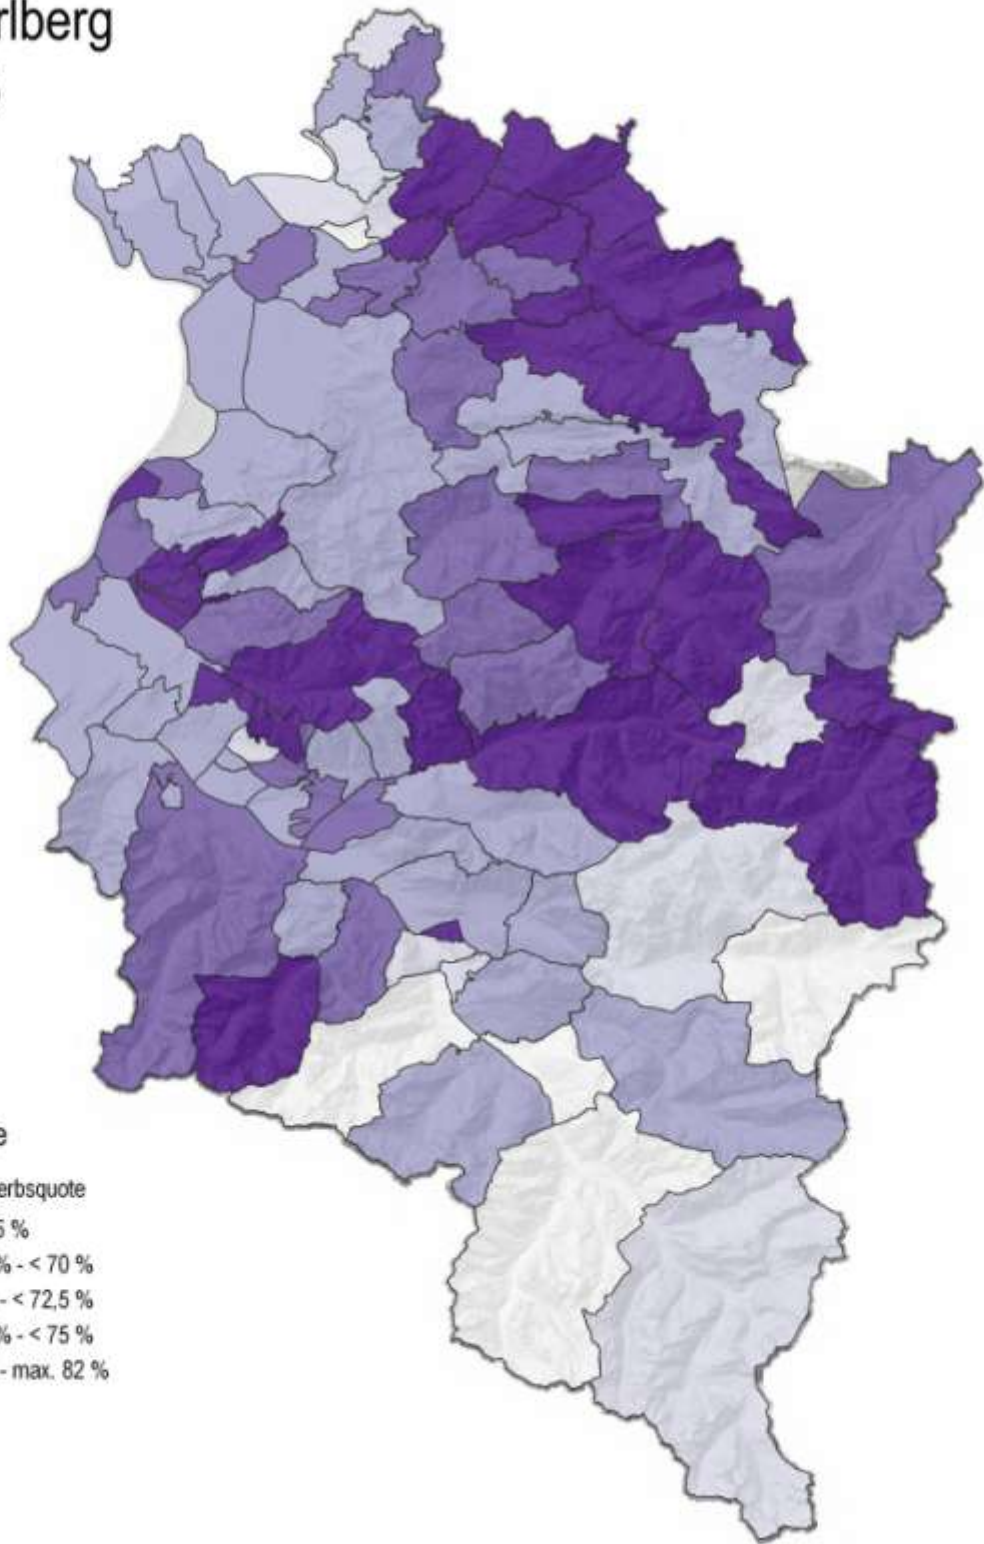 rlberg
e
erbsquote
5 %
% - < 70 %
- < 72,5 %
% - < 75 %
- max. 82 %